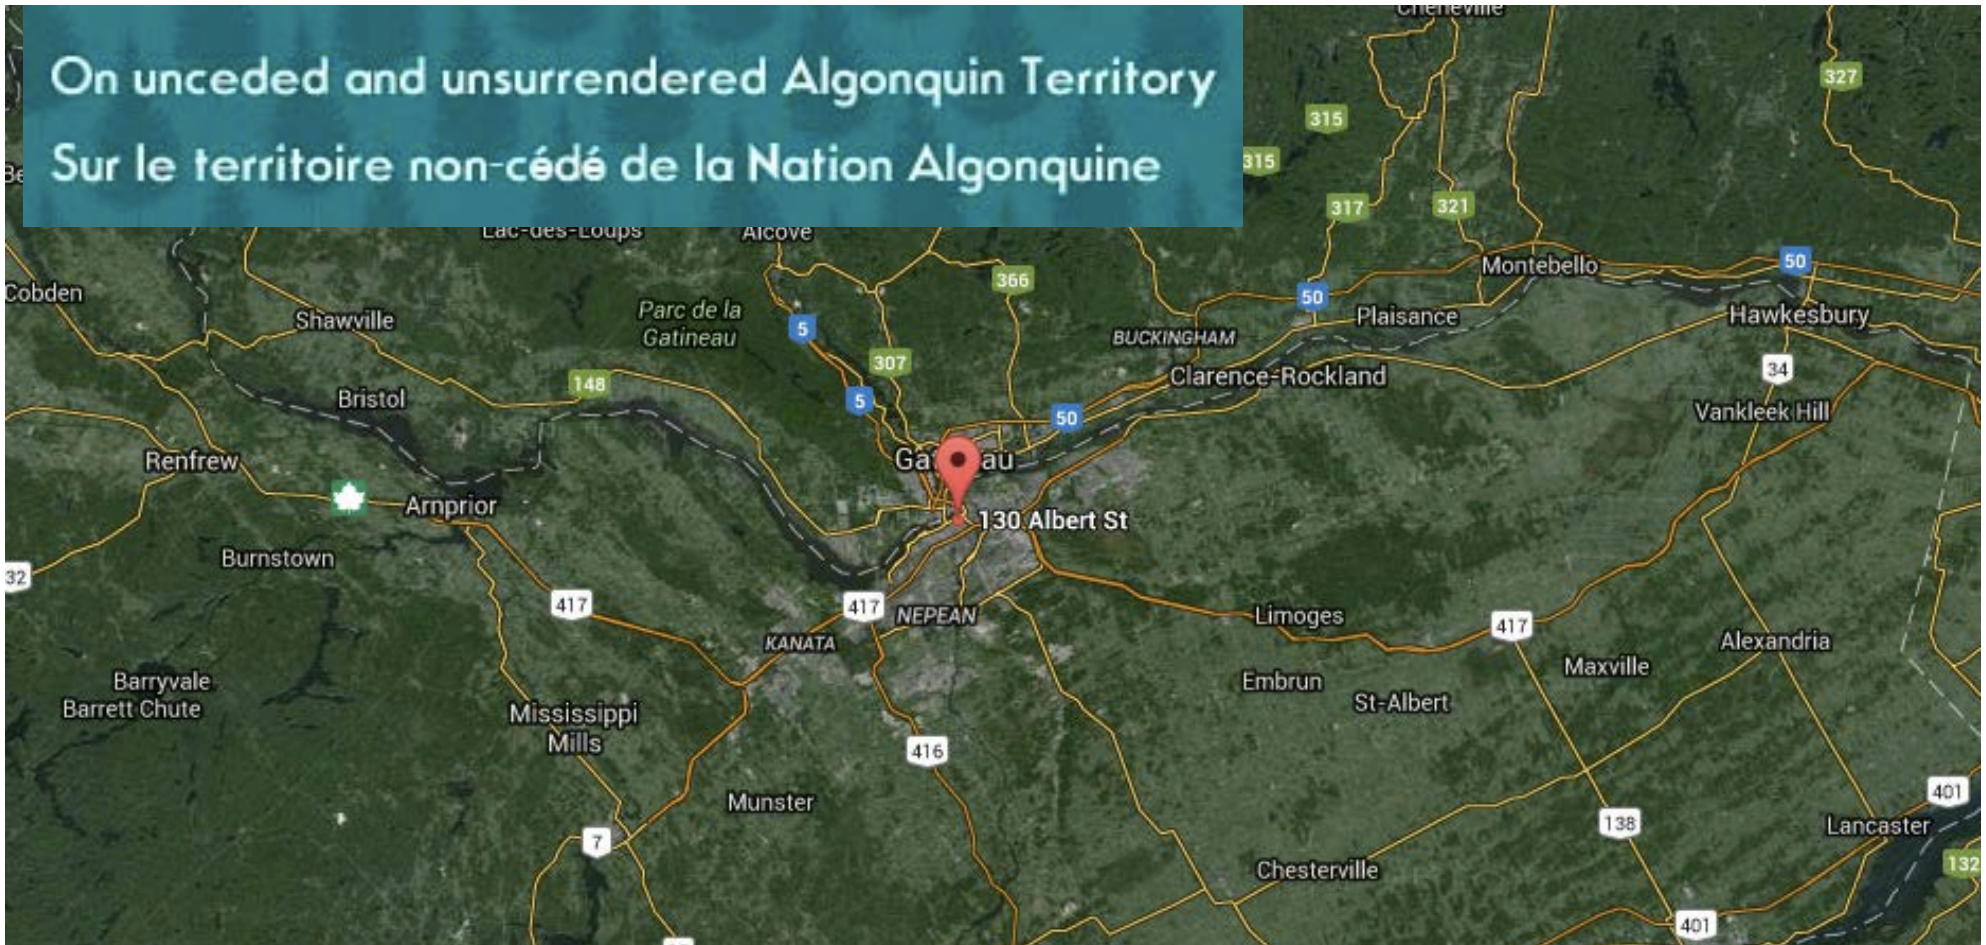 On unceded and unsurrendered Algonquin Territory
Sur le territoire non-cédé de la Nation Algonquine
Chénéville
327
315
315
317
321
Lac-des-Loups
Alcove
366
Montebello
50
Cobden
50
Shawville
Parc de la
Gatineau
5
Plaisance
Hawkesbury
BUCKINGHAM
307
148
Clarence-Rockland
34
Bristol
5
50
Vankleek Hill
Renfrew
Arnprior
130 Albert St
Burnstown
32
417
417
NEPEAN
Limoges
417
KANATA
Alexandria
Maxville
Barryvale
Embrun
Barrett Chute
St-Albert
Mississippi
Mills
416
401
Munster
138
Lancaster
7
132
Chesterville
401